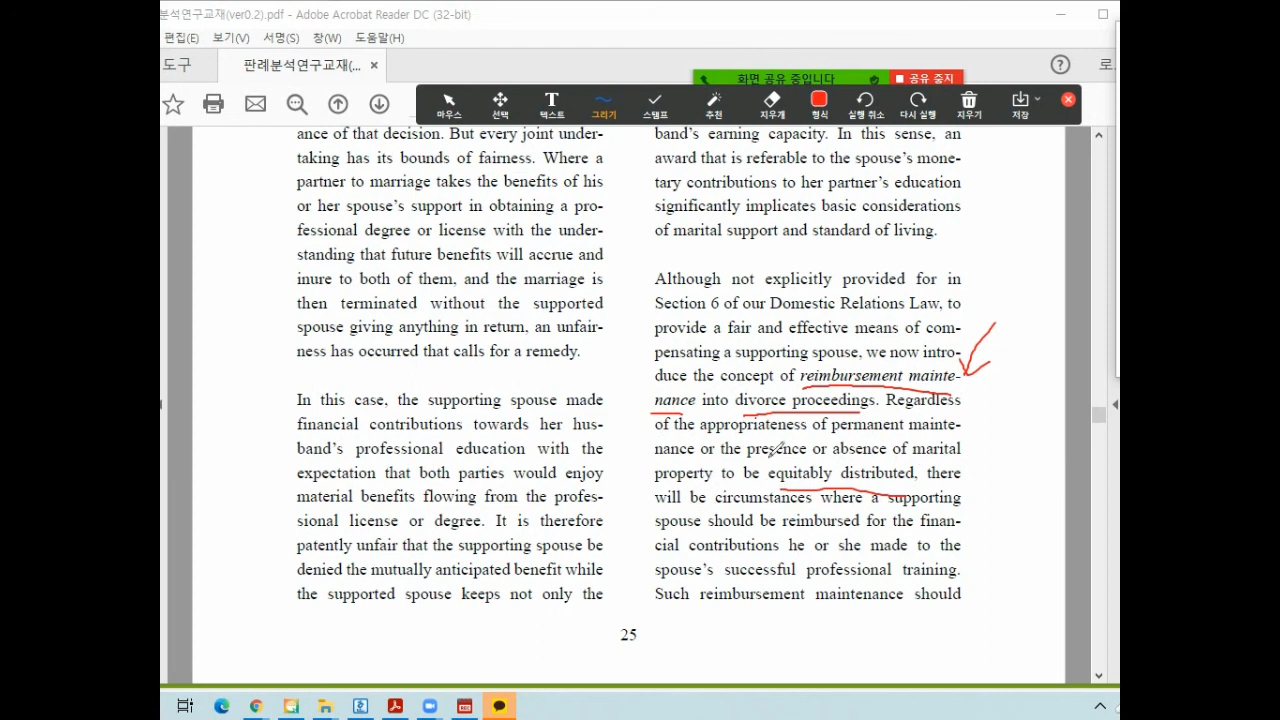 분석연구교재(ver0.2).pdf - Adobe Acrobat Reader DC (32-bit)
편집(E) 보기(V) 서명(S) 창(W) 도움말(H)
도구 판례분석연구교재(... × ? 로
화면 공유 중입니다 공유 중지
마우스 선택 텍스트 그리기 스탬프 추천 지우개 형식 실행 취소 다시 실행 지우기 저장
ance of that decision. But every joint under-
taking has its bounds of fairness. Where a
partner to marriage takes the benefits of his
or her spouse's support in obtaining a pro-
fessional degree or license with the under-
standing that future benefits will accrue and
inure to both of them, and the marriage is
then terminated without the supported
spouse giving anything in return, an unfair-
ness has occurred that calls for a remedy.
In this case, the supporting spouse made
financial contributions towards her hus-
band's professional education with the
expectation that both parties would enjoy
material benefits flowing from the profes-
sional license or degree. It is therefore
patently unfair that the supporting spouse be
denied the mutually anticipated benefit while
the supported spouse keeps not only the
band's earning capacity. In this sense, an
award that is referable to the spouse's mone-
tary contributions to her partner's education
significantly implicates basic considerations
of marital support and standard of living.
Although not explicitly provided for in
Section 6 of our Domestic Relations Law, to
provide a fair and effective means of com-
pensating a supporting spouse, we now intro-
duce the concept of reimbursement mainte-
nance into divorce proceedings. Regardless
of the appropriateness of permanent mainte-
nance or the presence or absence of marital
property to be equitably distributed, there
will be circumstances where a supporting
spouse should be reimbursed for the finan-
cial contributions he or she made to the
spouse's successful professional training.
Such reimbursement maintenance should
25